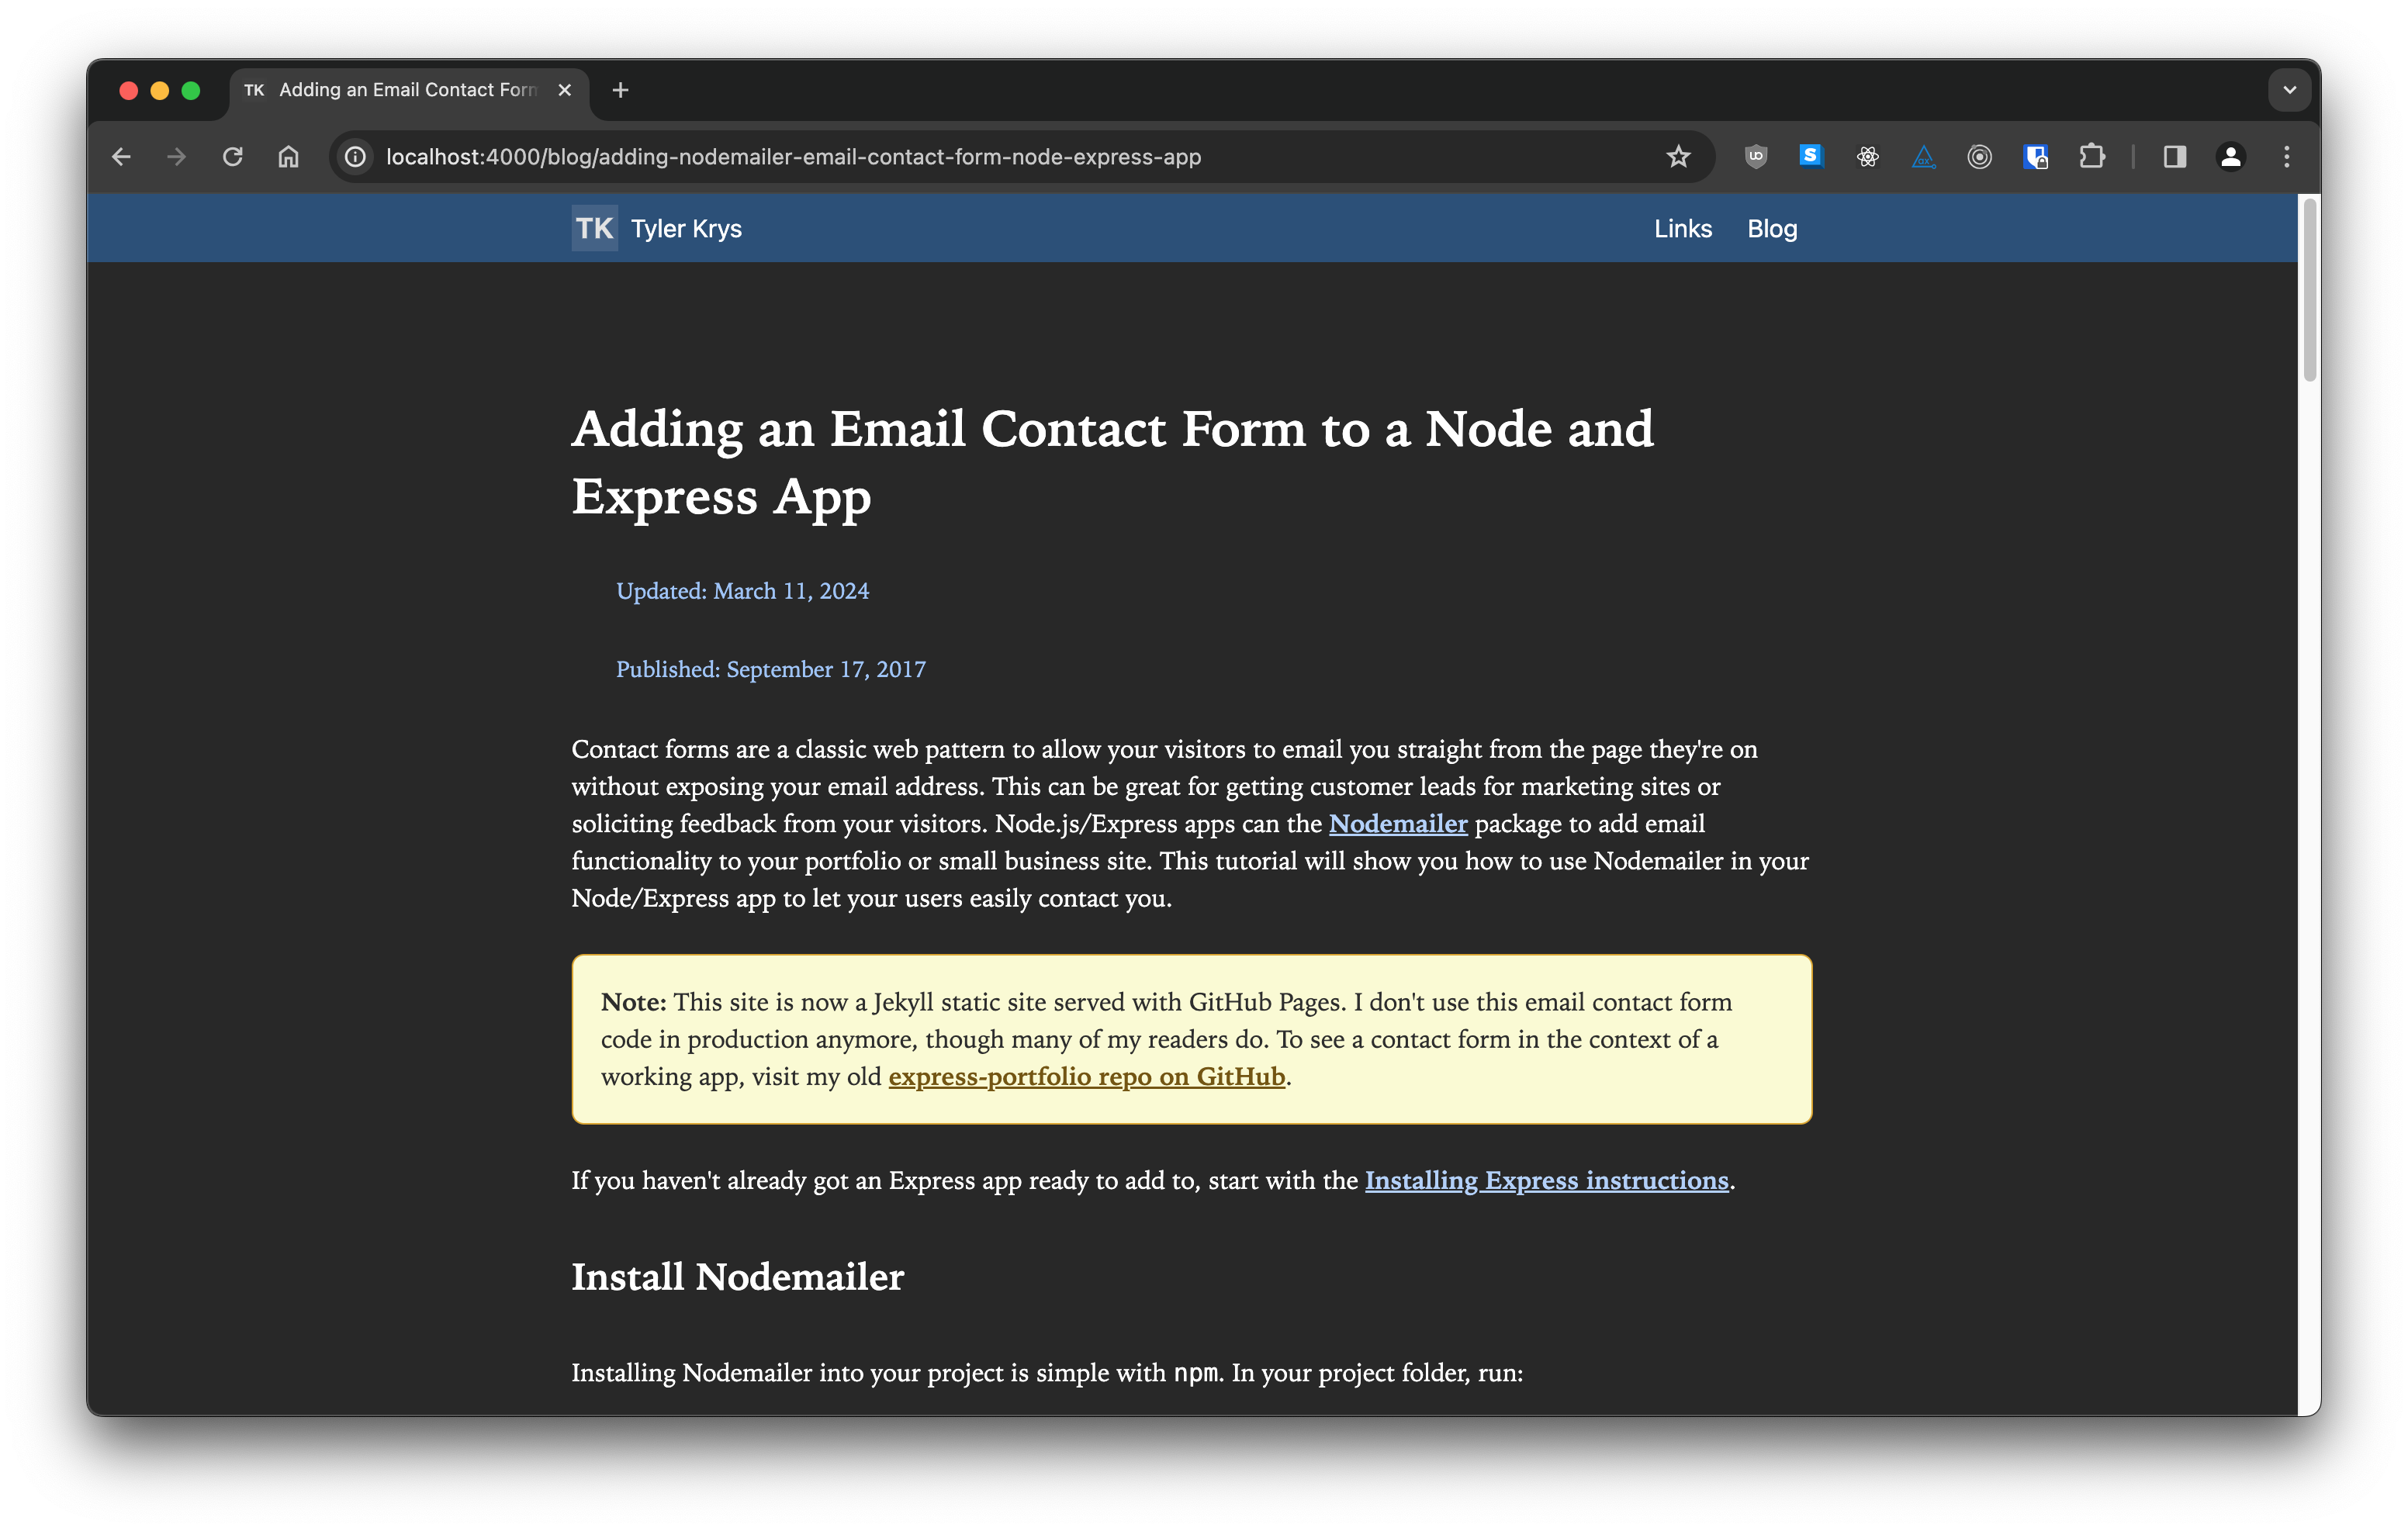 TK Adding an Email Contact Form
localhost:4000/blog/adding-nodemailer-email-contact-form-node-express-app
TK Tyler Krys Links Blog
Adding an Email Contact Form to a Node and
Express App
Updated: March 11, 2024
Published: September 17, 2017
Contact forms are a classic web pattern to allow your visitors to email you straight from the page they're on
without exposing your email address. This can be great for getting customer leads for marketing sites or
soliciting feedback from your visitors. Node.js/Express apps can the Nodemailer package to add email
functionality to your portfolio or small business site. This tutorial will show you how to use Nodemailer in your
Node/Express app to let your users easily contact you.
Note: This site is now a Jekyll static site served with GitHub Pages. I don't use this email contact form
code in production anymore, though many of my readers do. To see a contact form in the context of a
working app, visit my old express-portfolio repo on GitHub.
If you haven't already got an Express app ready to add to, start with the Installing Express instructions.
Install Nodemailer
Installing Nodemailer into your project is simple with npm. In your project folder, run: